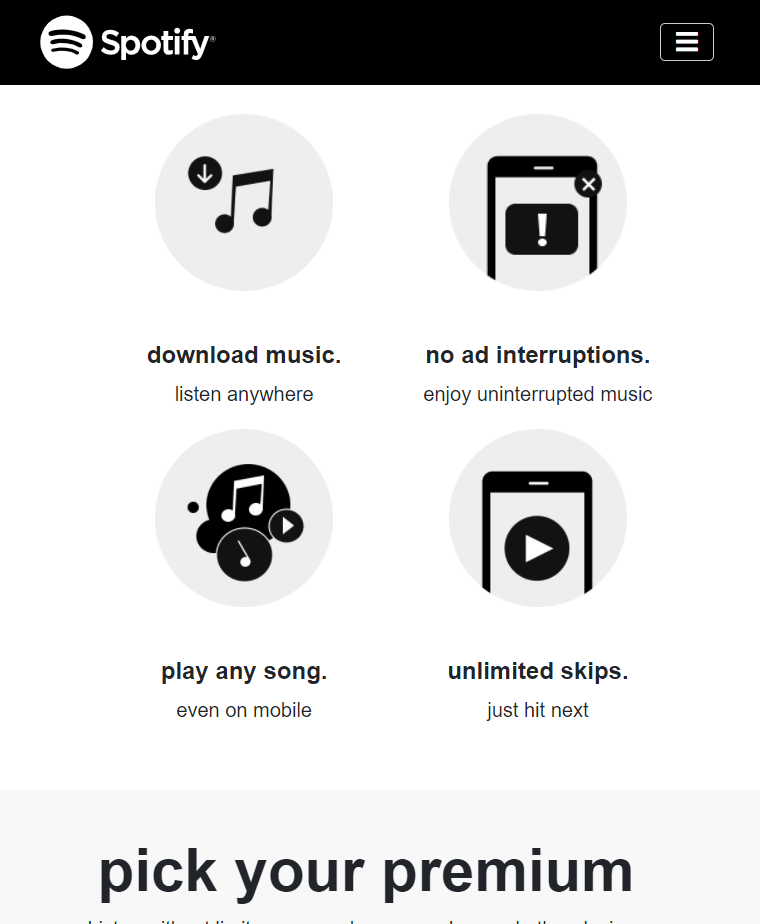 Spotify®
download music.
listen anywhere
no ad interruptions.
enjoy uninterrupted music
play any song.
even on mobile
unlimited skips.
just hit next
pick your premium